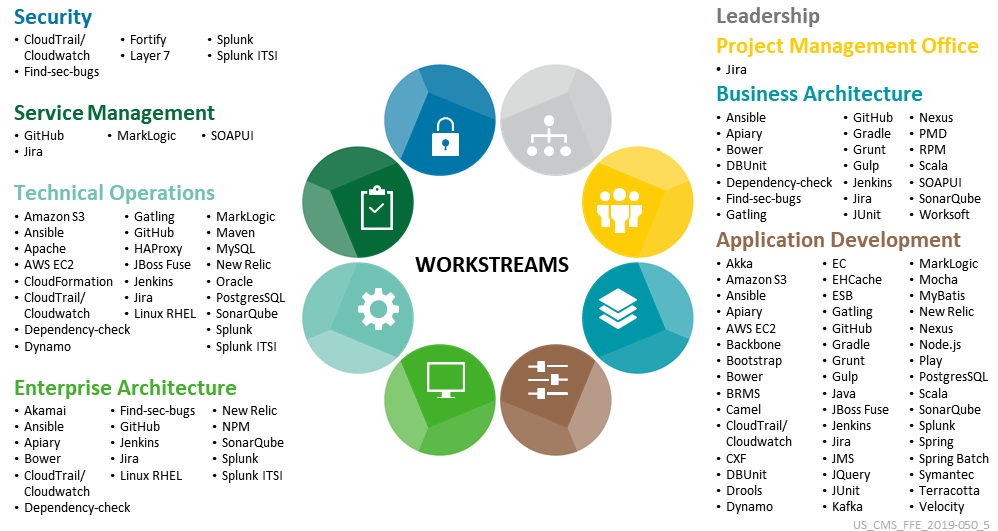 Security
• CloudTrail/
Cloudwatch
• Find-sec-bugs
• Fortify
• Layer 7
• Splunk
• Splunk ITSI
Service Management
• GitHub
• Jira
• MarkLogic
• SOAPUI
Technical Operations
• Amazon S3
• Ansible
• Apache
• AWS EC2
• CloudFormation
• CloudTrail/
Cloudwatch
• Dependency-check
• Dynamo
• Gatling
• GitHub
• HAProxy
• JBoss Fuse
• Jenkins
• Jira
• Linux RHEL
• MarkLogic
• Maven
• MySQL
• New Relic
• Oracle
• PostgresSQL
• SonarQube
• Splunk
• Splunk ITSI
Enterprise Architecture
• Akamai
• Ansible
• Apiary
• Bower
• CloudTrail/
Cloudwatch
• Dependency-check
• Find-sec-bugs
• GitHub
• Jenkins
• Jira
• Linux RHEL
• New Relic
• NPM
• SonarQube
• Splunk
• Splunk ITSI
WORKSTREAMS
Leadership
Project Management Office
• Jira
Business Architecture
• Ansible
• Apiary
• Bower
• DBUnit
• Dependency-check
• Find-sec-bugs
• Gatling
• GitHub
• Gradle
• Grunt
• Gulp
• Jenkins
• Jira
• JUnit
• Nexus
• PMD
• RPM
• Scala
• SOAPUI
• SonarQube
• Worksoft
Application Development
• Akka
• Amazon S3
• Ansible
• Apiary
• AWS EC2
• Backbone
• Bootstrap
• Bower
• BRMS
• Camel
• CloudTrail/
Cloudwatch
• CXF
• DBUnit
• Drools
• Dynamo
• EC
• EHCache
• ESB
• Gatling
• GitHub
• Gradle
• Grunt
• Gulp
• Java
• JBoss Fuse
• Jenkins
• Jira
• JMS
• JQuery
• JUnit
• Kafka
• MarkLogic
• Mocha
• MyBatis
• New Relic
• Nexus
• Node.js
• Play
• PostgresSQL
• Scala
• SonarQube
• Splunk
• Spring
• Spring Batch
• Symantec
• Terracotta
• Velocity
US_CMS_FFE_2019-050_5